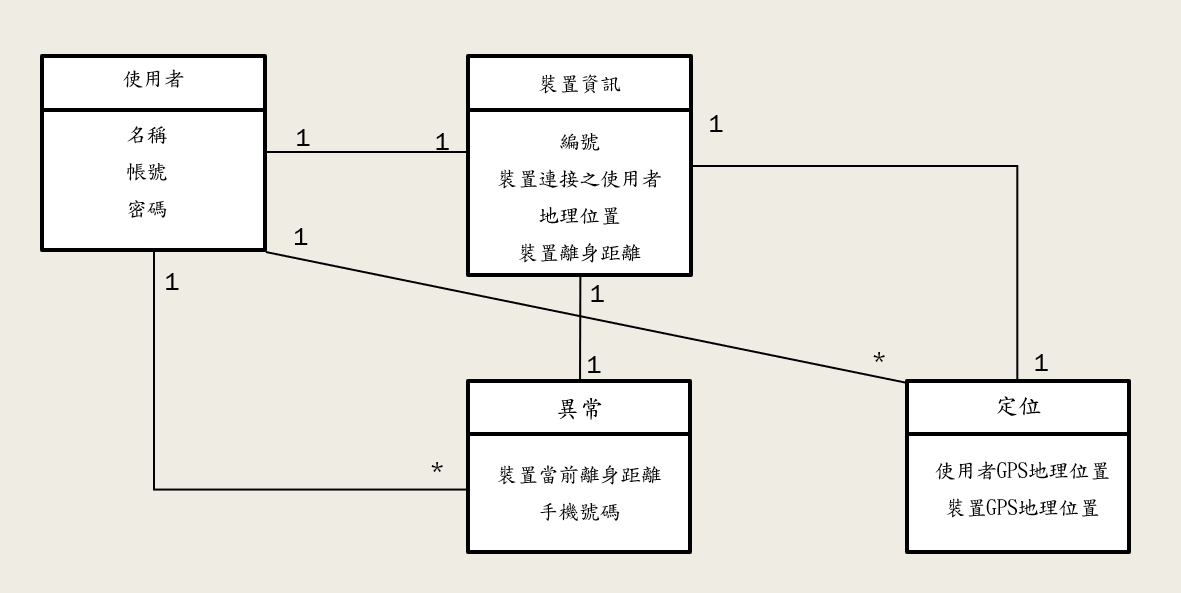 使用者
名稱
帳號
密碼
裝置資訊
編號
裝置連接之使用者
地理位置
裝置離身距離
1
1
1
1
1
1
*
1
1
*
異常
裝置當前離身距離
手機號碼
定位
使用者GPS地理位置
裝置GPS地理位置